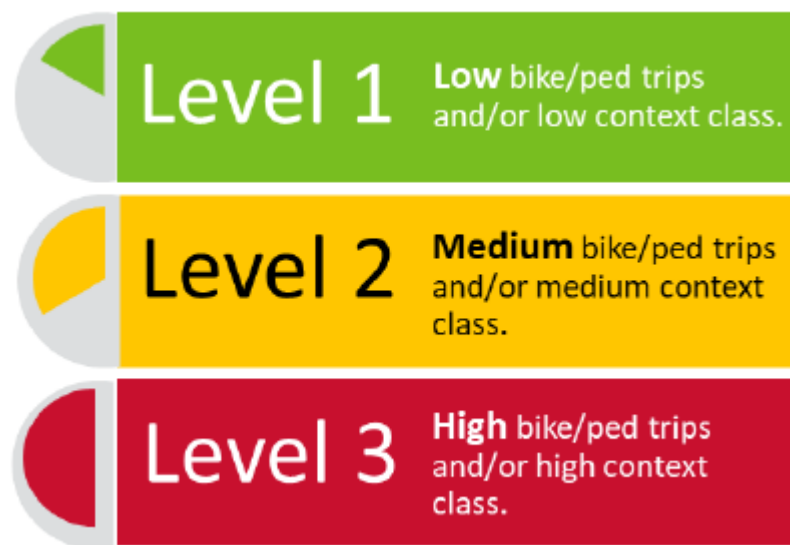 Level 1
Low bike/ped trips
and/or low context class.
Level 2
Medium bike/ped trips
and/or medium context
class.
Level 3
High bike/ped trips
and/or high context
class.